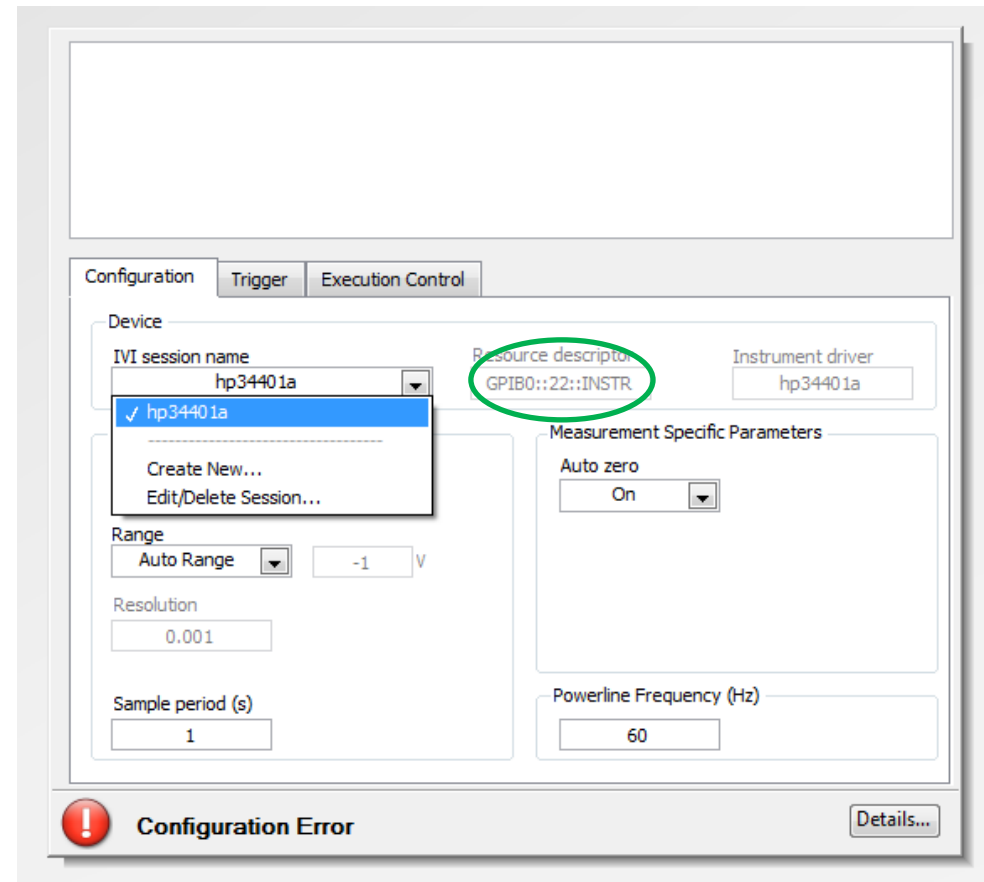 Configuration Trigger Execution Control
Device
IVI session name Resource descriptor Instrument driver
hp34401a GPIB0::22::INSTR hp34401a
✓ hp34401a
------------------------------------
Create New...
Edit/Delete Session...
Measurement Specific Parameters
Auto zero
On
Range
Auto Range -1 V
Resolution
0.001
Sample period (s)
1
Powerline Frequency (Hz)
60
Configuration Error Details...